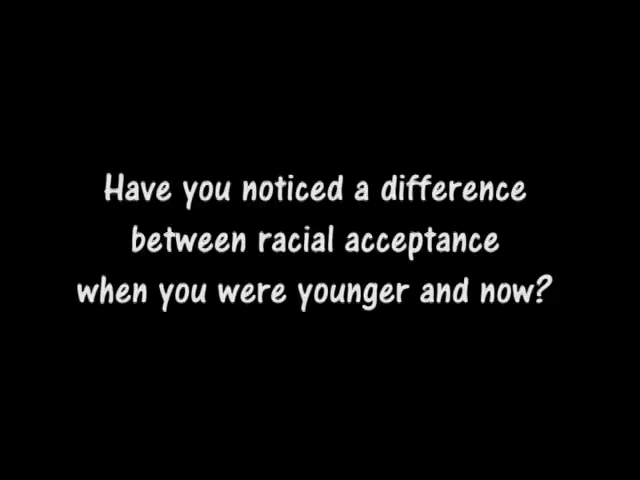 Have you noticed a difference
between racial acceptance
when you were younger and now?